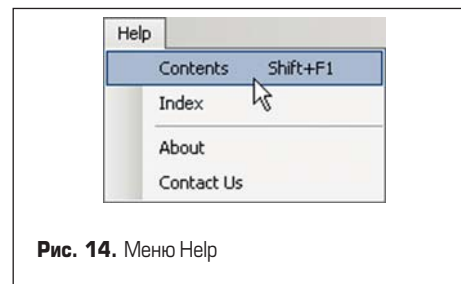 Help
Contents Shift+F1
Index
About
Contact Us
Рис. 14. Меню Help